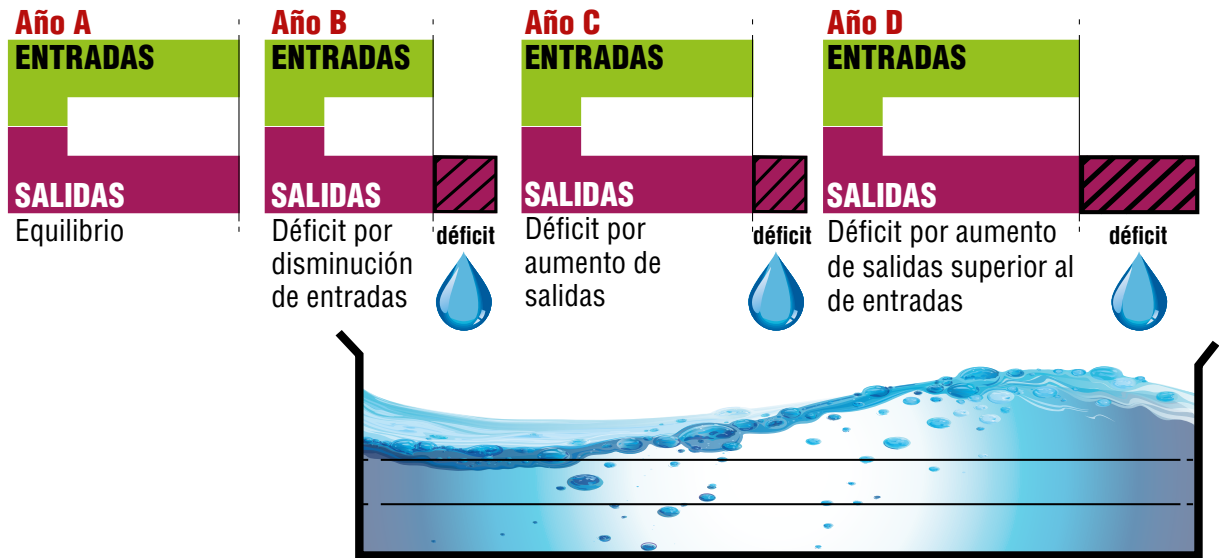 Año A
ENTRADAS
SALIDAS
Equilibrio
Año B
ENTRADAS
SALIDAS
Déficit por
disminución
de entradas
déficit
Año C
ENTRADAS
SALIDAS
Déficit por
aumento de
salidas
déficit
Año D
ENTRADAS
SALIDAS
Déficit por aumento
de salidas superior al
de entradas
déficit